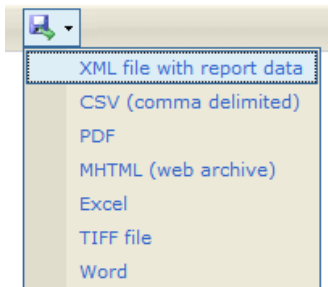 XML file with report data
CSV (comma delimited)
PDF
MHTML (web archive)
Excel
TIFF file
Word